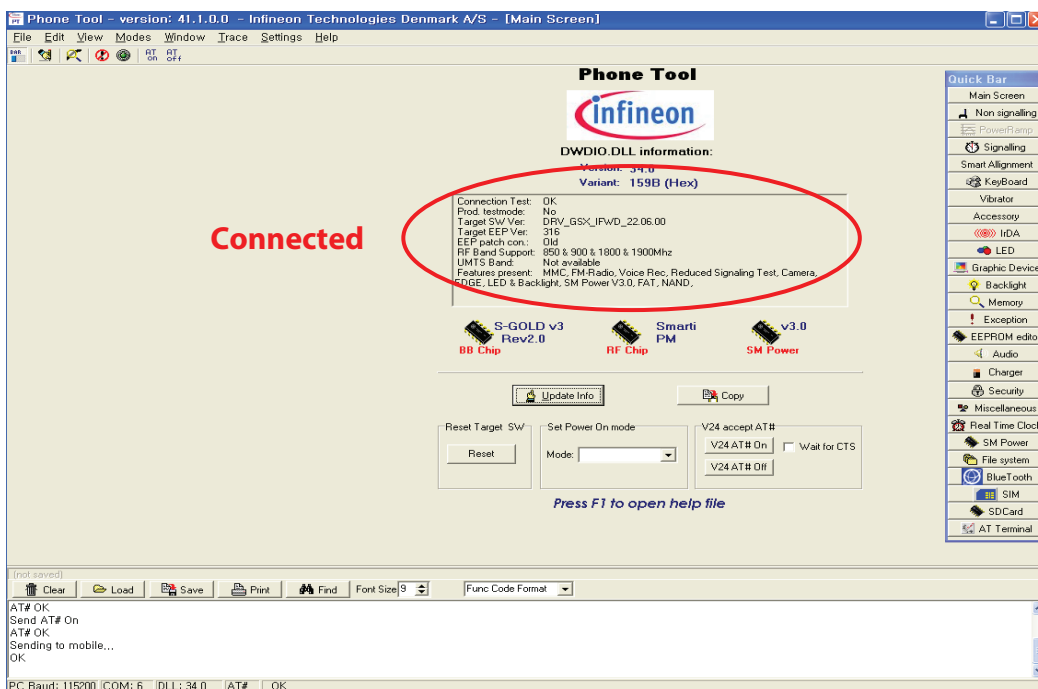 Phone Tool - version: 41.1.0.0 - Infineon Technologies Denmark A/S - [Main Screen]
File Edit View Modes Window Trace Settings Help
BAR AT on AT off
Phone Tool
infineon
DWDIO.DLL information:
Version: 34.0
Variant: 159B (Hex)
Connected
Connection Test: OK
Prod. testmode: No
Target SW Ver: DRV_GSX_IFWD_22.06.00
Target EEP Ver: 316
EEP patch con.: Old
RF Band Support: 850 & 900 & 1800 & 1900Mhz
UMTS Band: Not available
Features present: MMC, FM-Radio, Voice Rec, Reduced Signaling Test, Camera,
EDGE, LED & Backlight, SM Power V3.0, FAT, NAND,
S-GOLD v3
Rev2.0
BB Chip
Smarti
PM
RF Chip
v3.0
SM Power
Update Info
Copy
Reset Target SW
Reset
Set Power On mode
Mode:
V24 accept AT#
V24 AT# On
Wait for CTS
V24 AT# Off
Press F1 to open help file
Quick Bar
Main Screen
Non signalling
PowerRamp
Signalling
Smart Allignment
KeyBoard
Vibrator
Accessory
IrDA
LED
Graphic Device
Backlight
Memory
Exception
EEPROM edito
Audio
Charger
Security
Miscellaneous
Real Time Clock
SM Power
File system
BlueTooth
SIM
SDCard
AT Terminal
(not saved)
Clear Load Save Print Find Font Size 9 Func Code Format
AT# OK
Send AT# On
AT# OK
Sending to mobile...
OK
PC Baud: 115200 COM: 6 DLL: 34.0 AT# OK